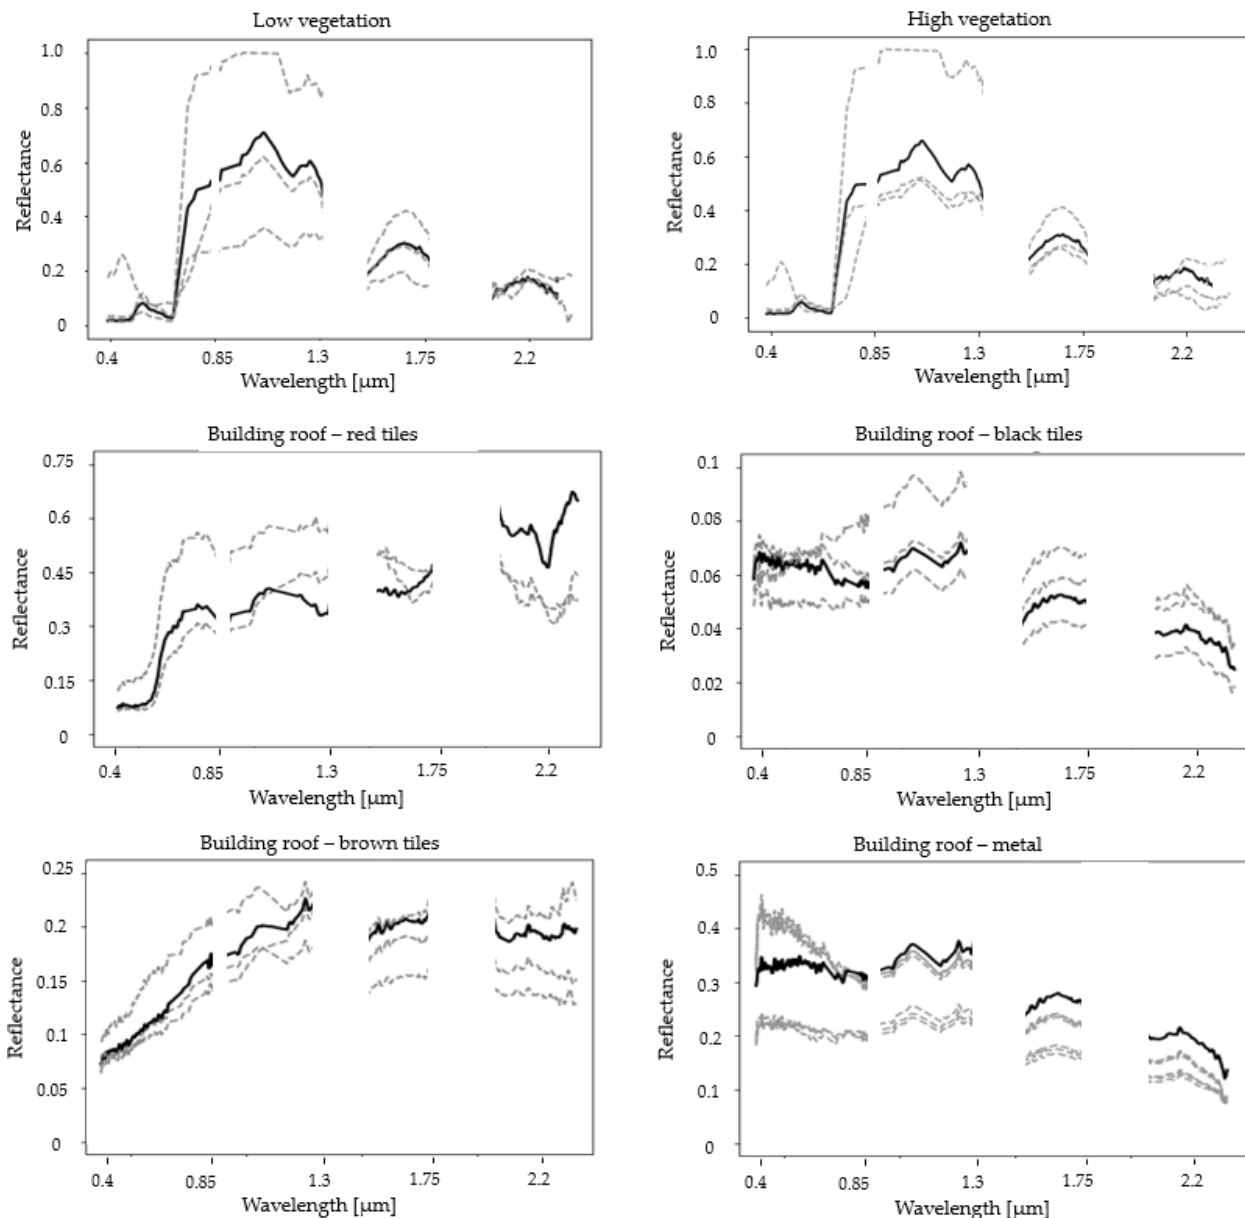 Low vegetation
1.0
0.8
0.6
0.4
0.2
0
Reflectance
0.4 0.85 1.3 1.75 2.2
Wavelength [µm]
High vegetation
1.0
0.8
0.6
0.4
0.2
0
Reflectance
0.4 0.85 1.3 1.75 2.2
Wavelength [µm]
Building roof – red tiles
0.75
0.6
0.45
0.3
0.15
0
Reflectance
0.4 0.85 1.3 1.75 2.2
Wavelength [µm]
Building roof – black tiles
0.1
0.08
0.06
0.04
0.02
0
Reflectance
0.4 0.85 1.3 1.75 2.2
Wavelength [µm]
Building roof – brown tiles
0.25
0.2
0.15
0.1
0.05
0
Reflectance
0.4 0.85 1.3 1.75 2.2
Wavelength [µm]
Building roof – metal
0.5
0.4
0.3
0.2
0.1
0
Reflectance
0.4 0.85 1.3 1.75 2.2
Wavelength [µm]